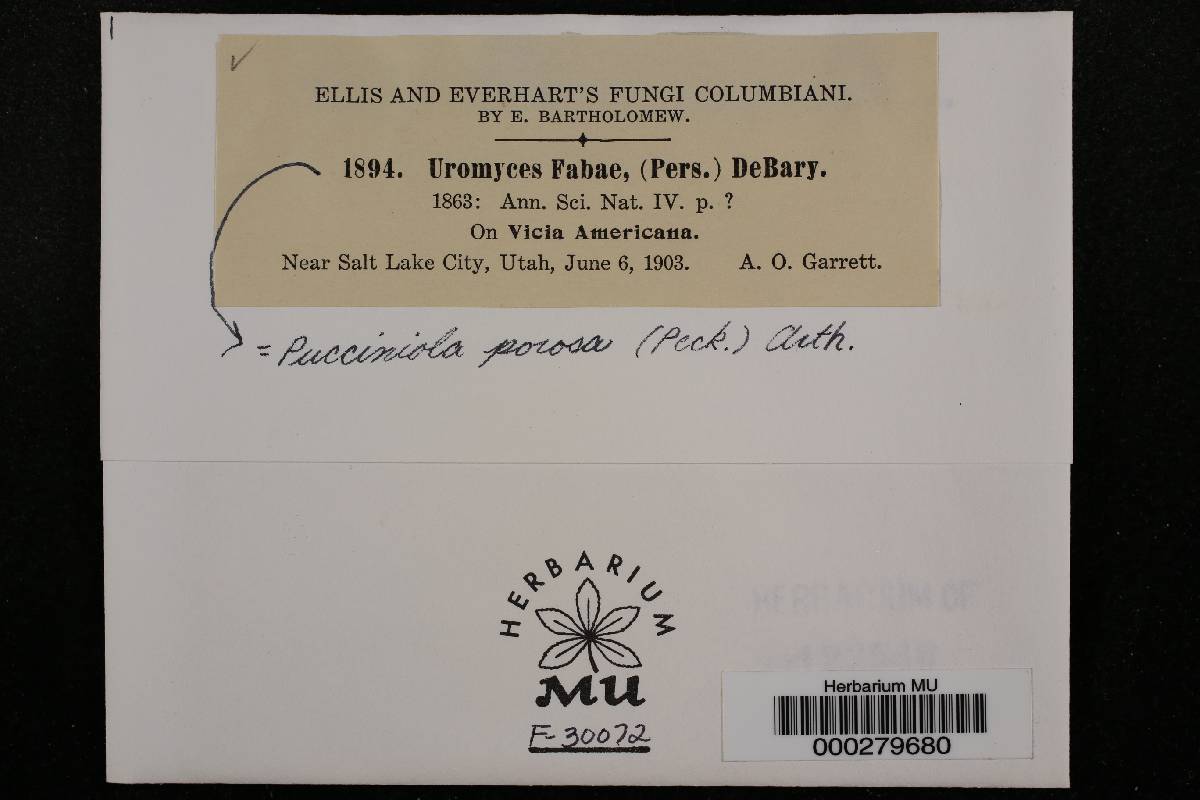 ELLIS AND EVERHART'S FUNGI COLUMBIANI.
BY E. BARTHOLOMEW.
1894. Uromyces Fabae, (Pers.) DeBary.
1863: Ann. Sci. Nat. IV. p. ?
On Vicia Americana.
Near Salt Lake City, Utah, June 6, 1903. A. O. Garrett.
= Pucciniola porosa (Peck.) Arth.
HERBARIUM
MU
F-30072
HERBARIUM OF
Herbarium MU
000279680